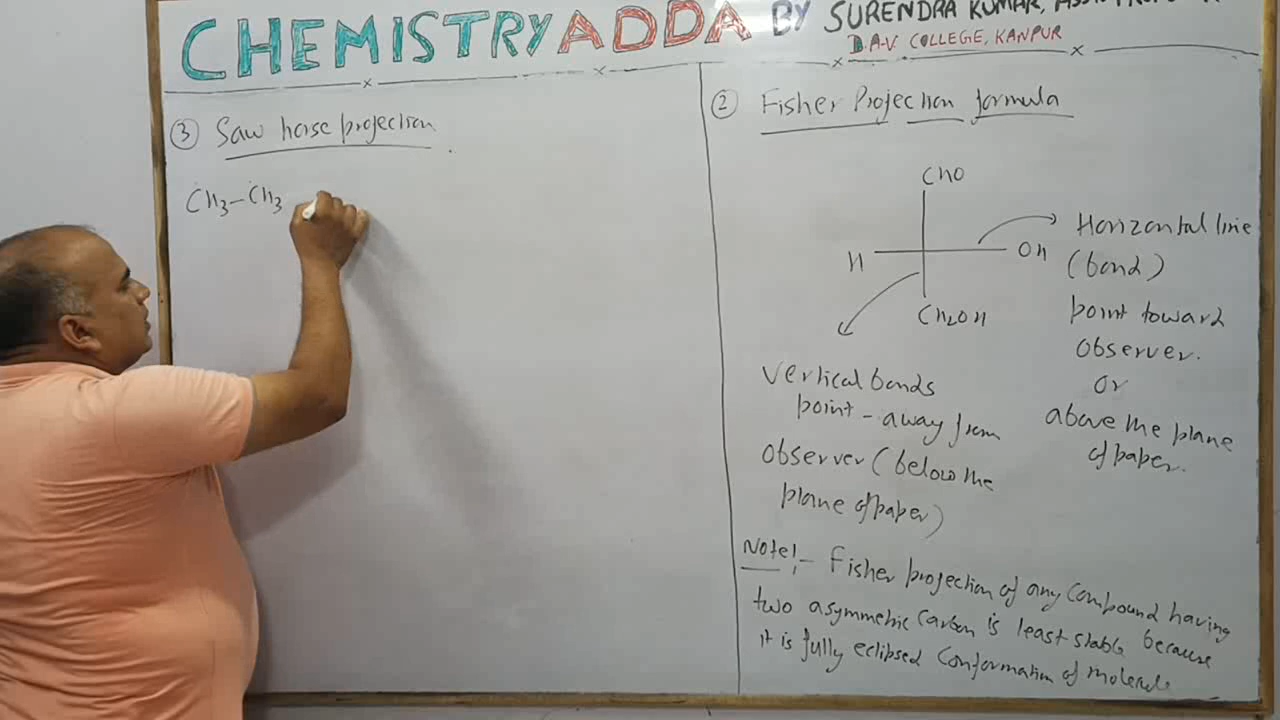 CHEMISTRY ADDA BY SURENDRA KUMAR,
D.A.V. COLLEGE, KANPUR
③ Saw horse projection
CH3-CH3
② Fisher Projection formula
CHO
H OH
CH2OH
Horizontal line
(bond)
point toward
observer.
or
above the plane
of paper.
vertical bonds
point - away from
observer (below the
plane of paper)
Note!- Fisher projection of any compound having
two asymmetric carbon is least stable because
it is fully eclipsed conformation of molecule